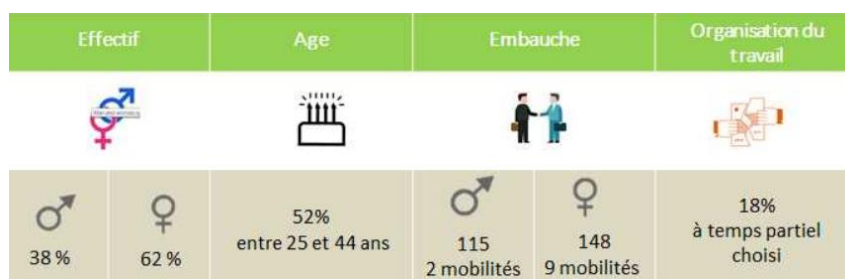 Effectif
Age
Embauche
Organisation du
travail
38 %
62 %
52%
entre 25 et 44 ans
115
2 mobilités
148
9 mobilités
18%
à temps partiel
choisi